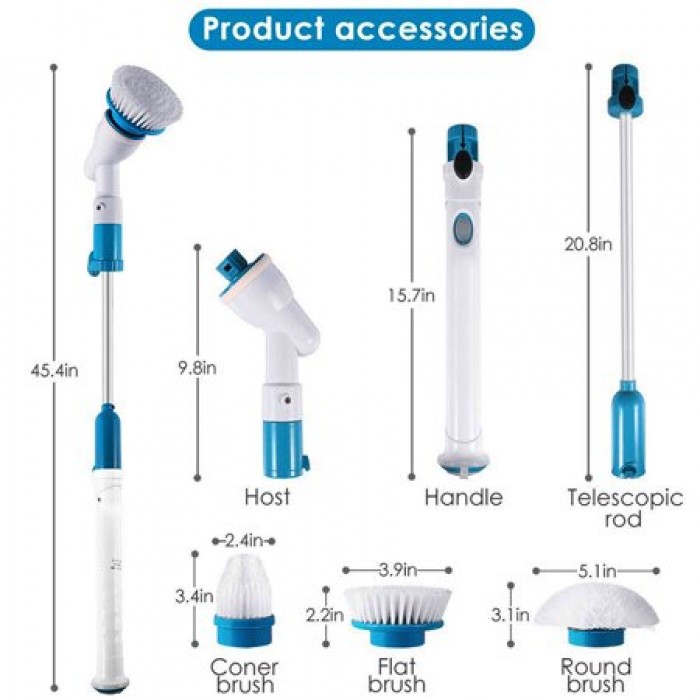 Product accessories
45.4in
9.8in
Host
15.7in
Handle
20.8in
Telescopic
rod
2.4in
3.4in
Coner
brush
3.9in
2.2in
Flat
brush
5.1in
3.1in
Round
brush